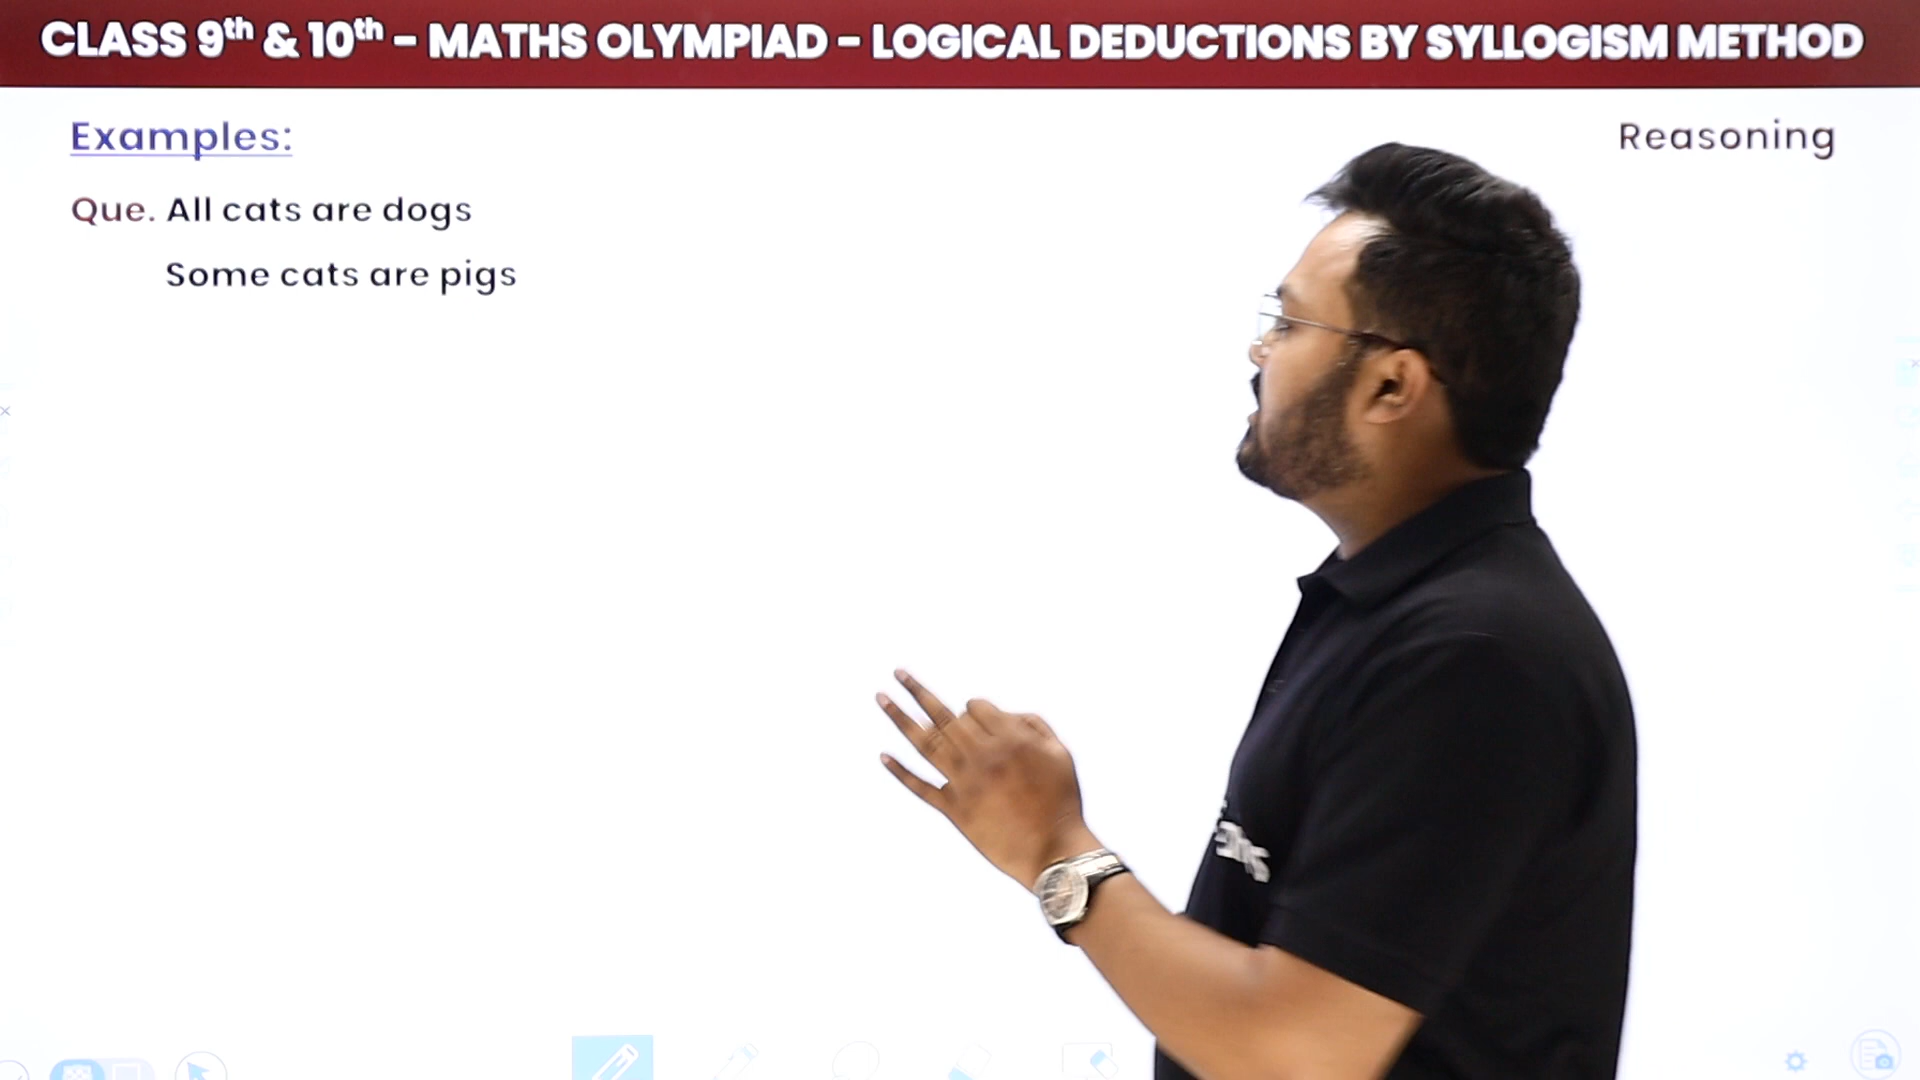 CLASS 9th & 10th - MATHS OLYMPIAD - LOGICAL DEDUCTIONS BY SYLLOGISM METHOD
Examples:
Reasoning
Que. All cats are dogs
Some cats are pigs